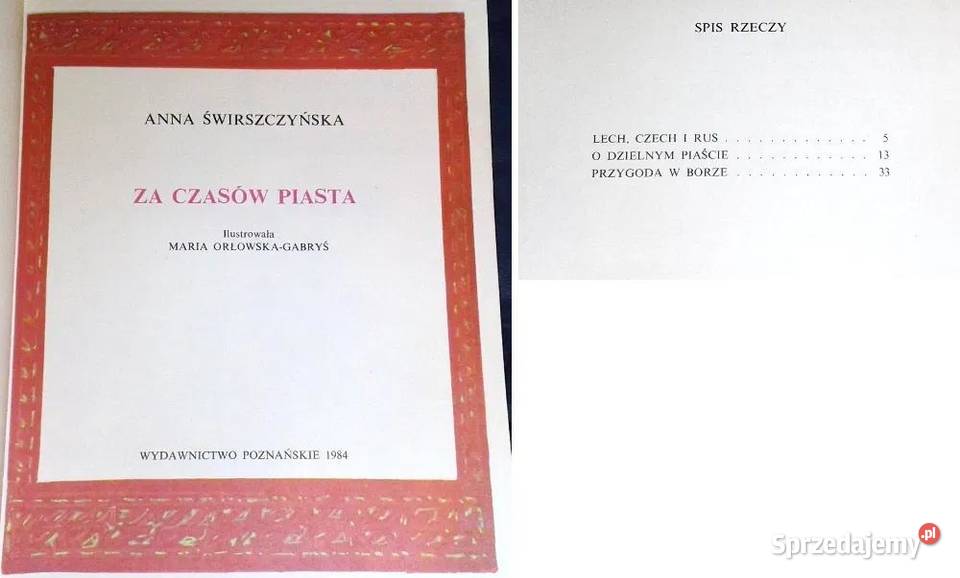 ANNA ŚWIRSZCZYŃSKA
ZA CZASÓW PIASTA
Ilustrowała
MARIA ORŁOWSKA-GABRYŚ
WYDAWNICTWO POZNAŃSKIE 1984
SPIS RZECZY
LECH, CZECH I RUS . . . . . . . . . . . . . 5
O DZIELNYM PIAŚCIE . . . . . . . . . . . . 13
PRZYGODA W BORZE . . . . . . . . . . . . 33
Sprzedajemy.pl